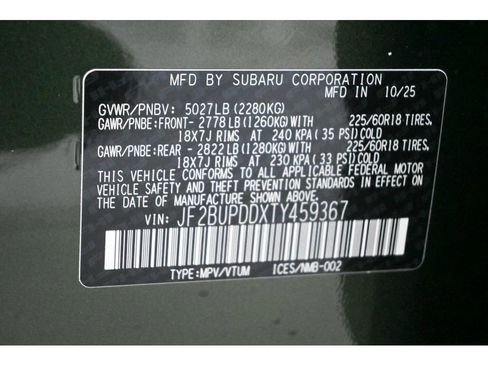 MFD BY SUBARU CORPORATION
MFD IN 10/25
GVWR/PNBV: 5027LB(2280KG)
GAWR/PNBE:FRONT-2778LB(1260KG) 225/60R18 TIRES,
18X7J RIMS AT 240 KPA(35 PSI)COLD
GAWR/PNBE:REAR -2822LB(1280KG) 225/60R18 TIRES,
18X7J RIMS AT 230 KPA(33 PSI)COLD
THIS VEHICLE CONFORMS TO ALL APPLICABLE FEDERAL MOTOR
VEHICLE SAFETY AND THEFT PREVENTION STANDARDS IN EFFECT ON
THE DATE OF MANUFACTURE SHOWN ABOVE.
VIN: JF2BUPDDXTY459367
TYPE:MPV/VTUM ICES/NMB-002